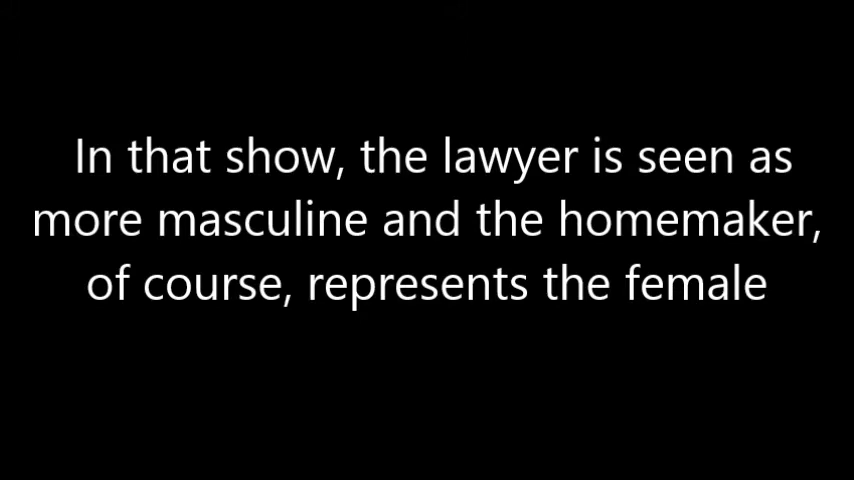 In that show, the lawyer is seen as
more masculine and the homemaker,
of course, represents the female